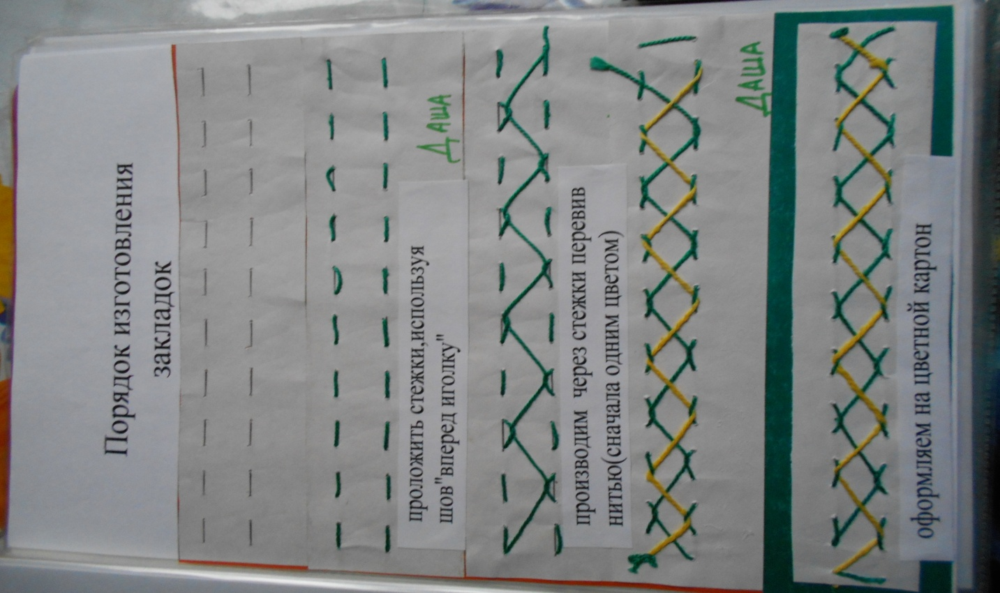 Порядок изготовления
закладок
проложить стежки,используя
шов"вперед иголку"
ДАША
производим через стежки перевив
нитью(сначала одним цветом)
ДАША
оформляем на цветной картон